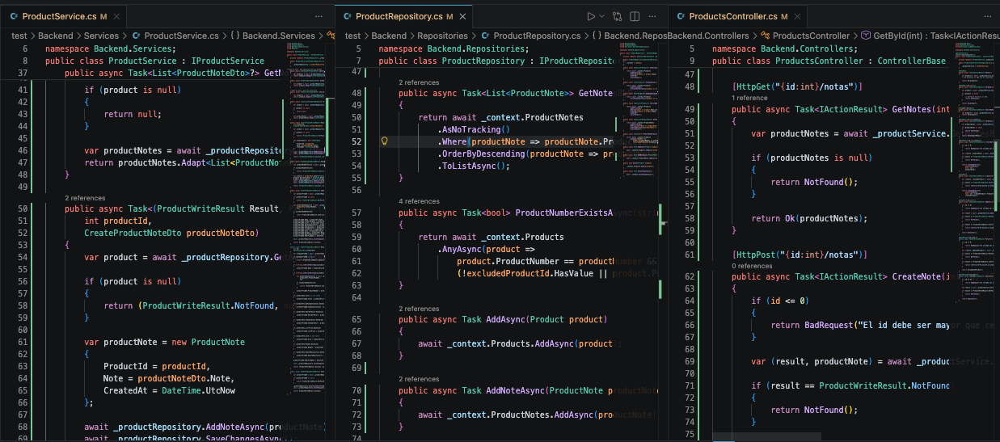 ProductService.cs M
test > Backend > Services > ProductService.cs > {} Backend.Services >
6 namespace Backend.Services;
8 public class ProductService : IProductService
37 public async Task<List<ProductNoteDto>?> GetN
41 if (product is null)
42 {
43 return null;
44 }
45
46 var productNotes = await _productReposito
47 return productNotes.Adapt<List<ProductNo
48 }
49
2 references
50 public async Task<(ProductWriteResult Result,
51 int productId,
52 CreateProductNoteDto productNoteDto)
53 {
54 var product = await _productRepository.Ge
55
56 if (product is null)
57 {
58 return (ProductWriteResult.NotFound,
59 }
60
61 var productNote = new ProductNote
62 {
63 ProductId = productId,
64 Note = productNoteDto.Note,
65 CreatedAt = DateTime.UtcNow
66 };
67
68 await _productRepository.AddNoteAsync(productNote)
69 await _productRepository.SaveChangesAsync
ProductRepository.cs M
test > Backend > Repositories > ProductRepository.cs > {} Backend.Repos
5 namespace Backend.Repositories;
7 public class ProductRepository : IProductReposito
47
2 references
48 public async Task<List<ProductNote>> GetNote
49 {
50 return await _context.ProductNotes
51 .AsNoTracking()
52 .Where(productNote => productNote.Pr
53 .OrderByDescending(productNote => pr
54 .ToListAsync();
55 }
56
4 references
57 public async Task<bool> ProductNumberExistsAsync(stri
58 {
59 return await _context.Products
60 .AnyAsync(product =>
61 product.ProductNumber == productNumber &&
62 (!excludedProductId.HasValue || product.P
63 }
64
2 references
65 public async Task AddAsync(Product product)
66 {
67 await _context.Products.AddAsync(product
68 }
69
2 references
70 public async Task AddNoteAsync(ProductNote productNot
71 {
72 await _context.ProductNotes.AddAsync(productNote
73 }
74
ProductsController.cs M
Backend.Controllers > ProductsController > GetById(int) : Task<IActionResu
5 namespace Backend.Controllers;
9 public class ProductsController : ControllerBase
47
48 [HttpGet("{id:int}/notas")]
1 reference
49 public async Task<IActionResult> GetNotes(int
50 {
51 var productNotes = await _productService.
52
53 if (productNotes is null)
54 {
55 return NotFound();
56 }
57
58 return Ok(productNotes);
59 }
60
61 [HttpPost("{id:int}/notas")]
0 references
62 public async Task<IActionResult> CreateNote(i
63 {
64 if (id <= 0)
65 {
66 return BadRequest("El id debe ser mayor que ce
67 }
68
69 var (result, productNote) = await _productService.
70
71 if (result == ProductWriteResult.NotFound
72 {
73 return NotFound();
74 }
75